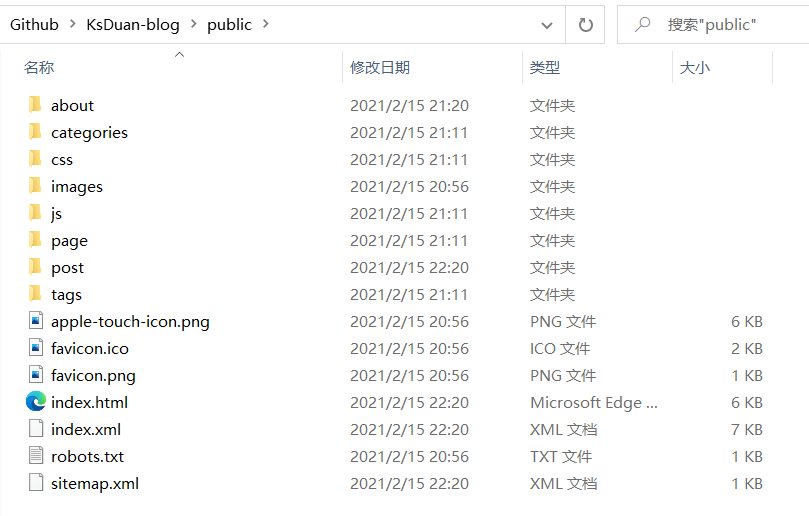 Github > KsDuan-blog > public > 搜索"public"
名称 修改日期 类型 大小
about 2021/2/15 21:20 文件夹
categories 2021/2/15 21:11 文件夹
css 2021/2/15 21:11 文件夹
images 2021/2/15 20:56 文件夹
js 2021/2/15 21:11 文件夹
page 2021/2/15 21:11 文件夹
post 2021/2/15 22:20 文件夹
tags 2021/2/15 21:11 文件夹
apple-touch-icon.png 2021/2/15 20:56 PNG 文件 6 KB
favicon.ico 2021/2/15 20:56 ICO 文件 2 KB
favicon.png 2021/2/15 20:56 PNG 文件 1 KB
index.html 2021/2/15 22:20 Microsoft Edge ... 6 KB
index.xml 2021/2/15 22:20 XML 文档 7 KB
robots.txt 2021/2/15 20:56 TXT 文件 1 KB
sitemap.xml 2021/2/15 22:20 XML 文档 1 KB